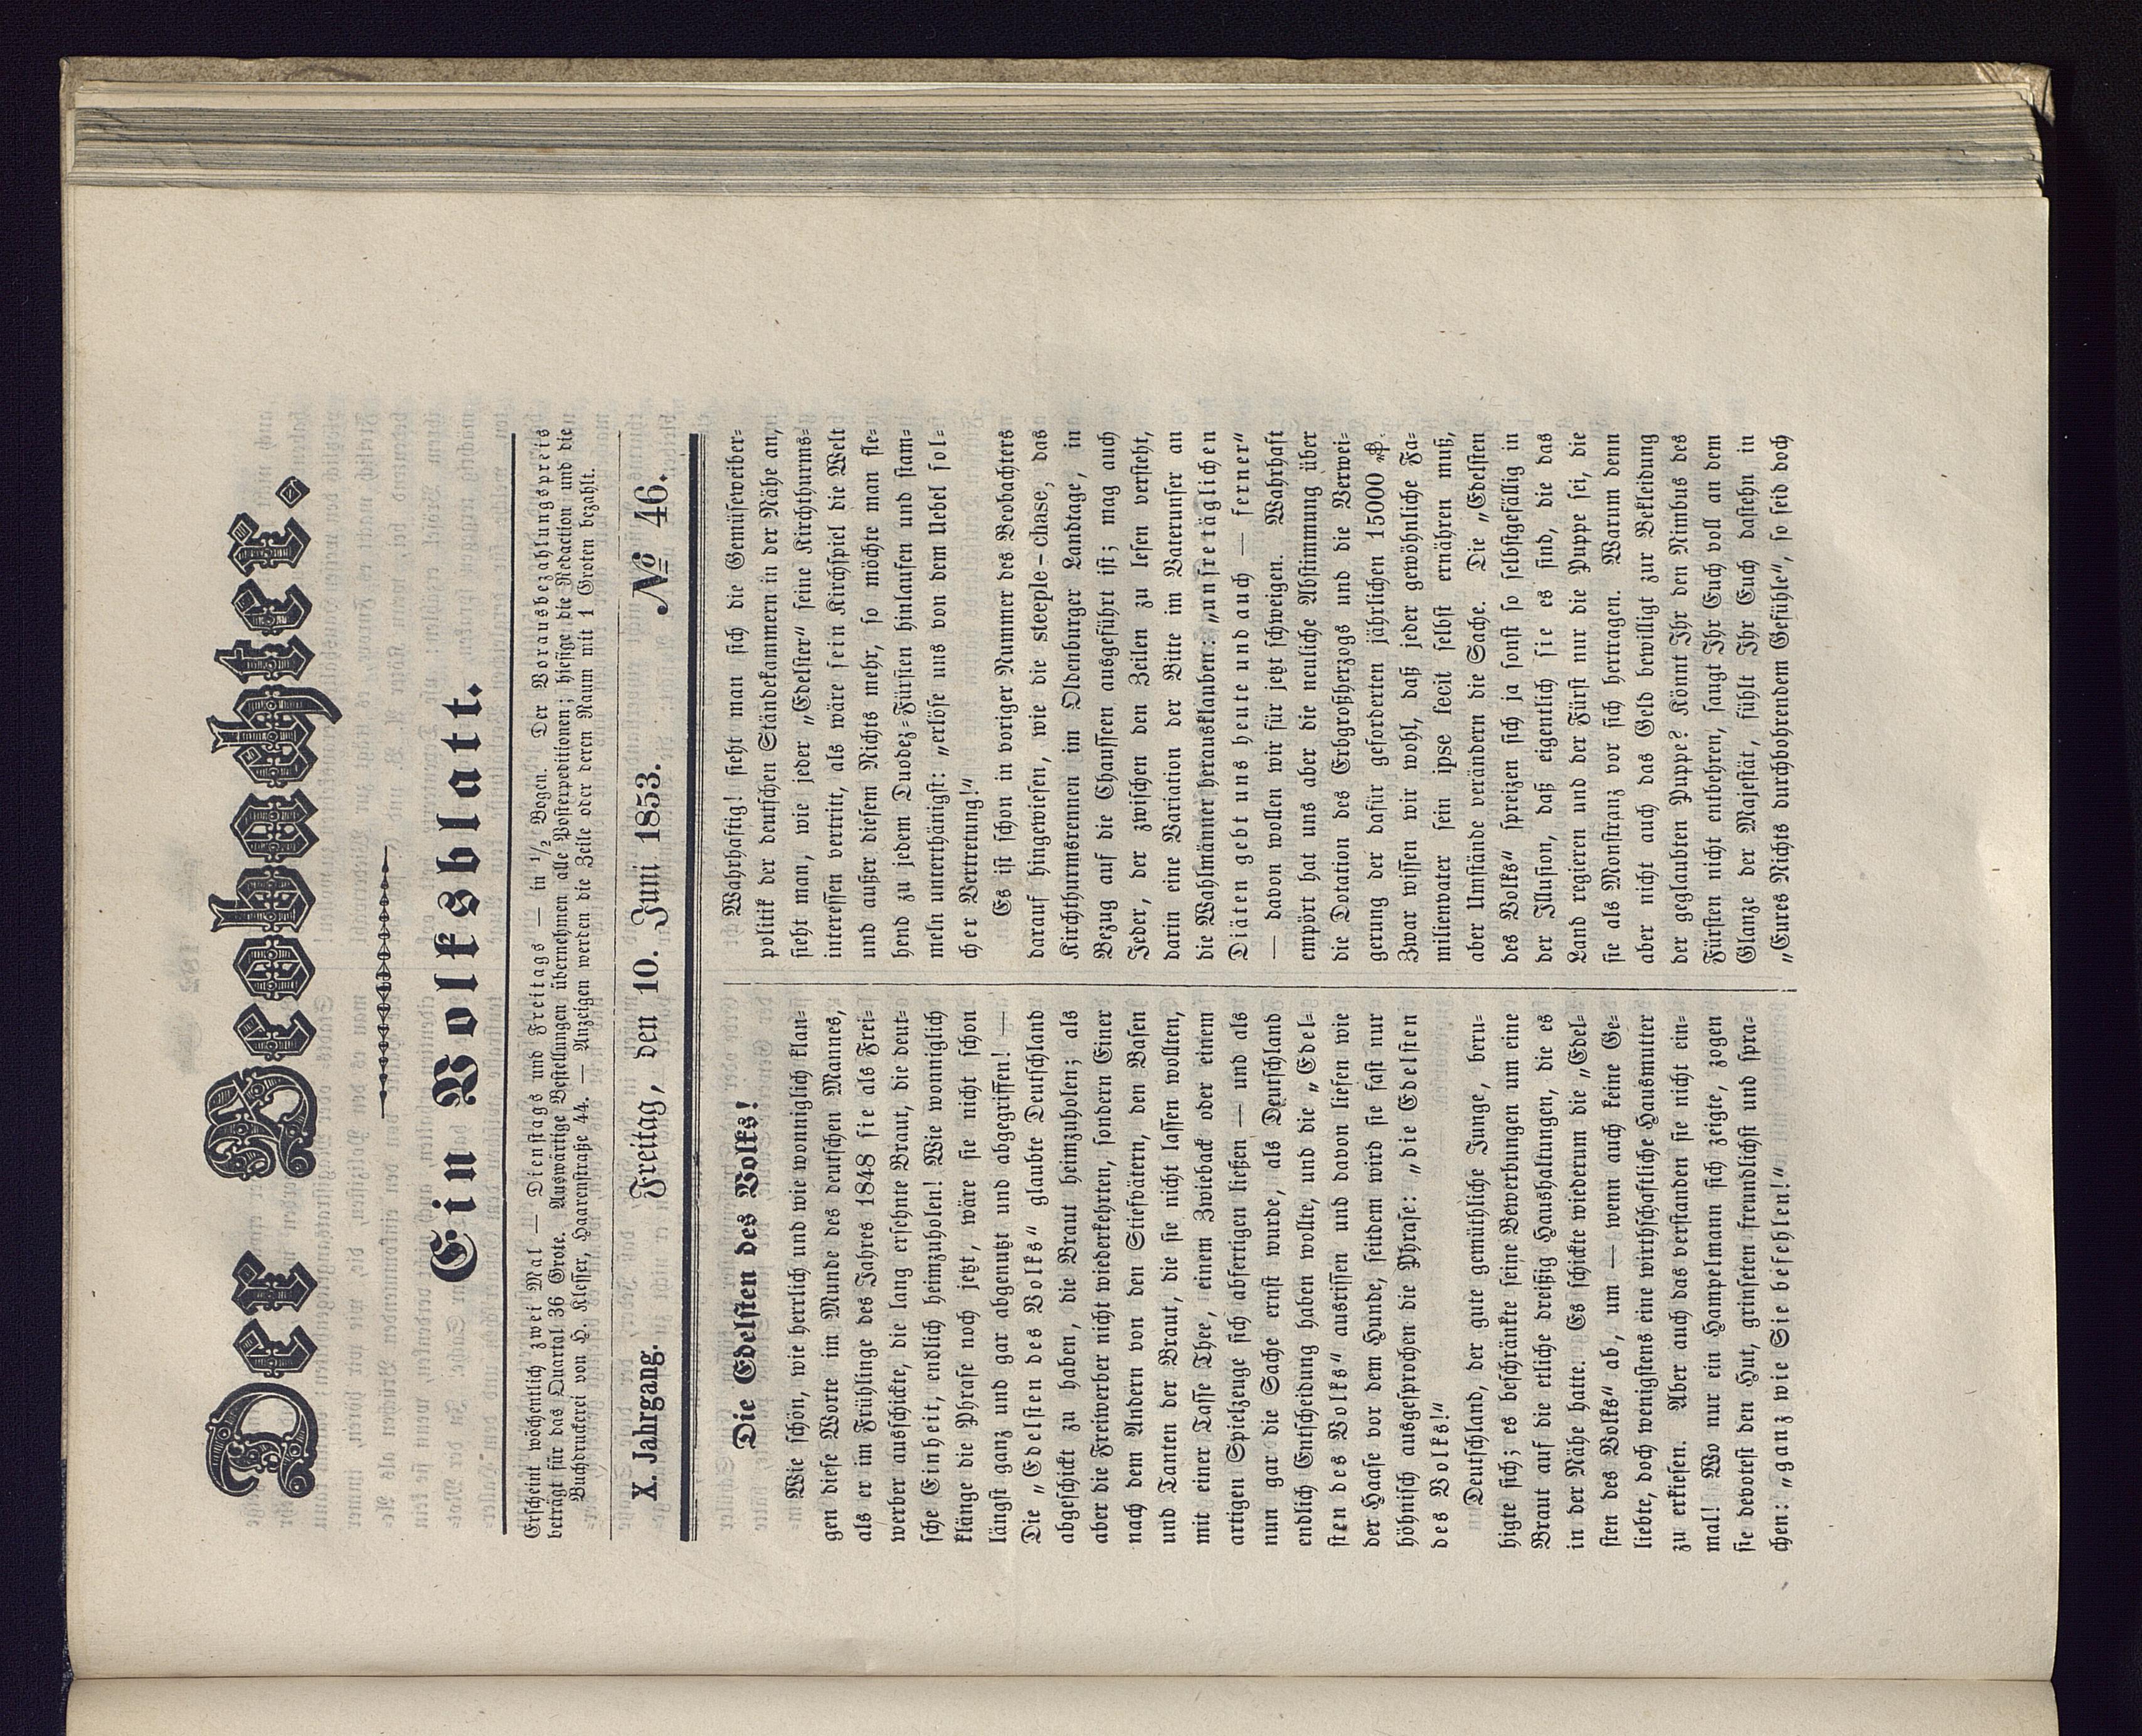 Der Beobachter.
Ein Volksblatt.
Erscheint wöchentlich zwei Mal — Dienstags und Freitags — in 1/2 Bogen. Der Vorausbezahlungspreis
beträgt für das Quartal 36 Grote. Auswärtige Bestellungen übernehmen alle Postexpeditionen; hiesige die Redaction und die
Buchdruckerei von H. Klesser, Haarenstraße 44. — Anzeigen werden die Zeile oder deren Raum mit 1 Groten bezahlt.
X. Jahrgang. Freitag, den 10. Juni 1853. № 46.
Die Edelsten des Volks!
Wie schön, wie herrlich und wie wonniglich klan-
gen diese Worte im Munde des deutschen Mannes,
als er im Frühlinge des Jahres 1848 sie als Frei-
werber ausschickte, die lang ersehnte Braut, die deut-
sche Einheit, endlich heimzuholen! Wie wonniglich
klänge die Phrase noch jetzt, wäre sie nicht schon
längst ganz und gar abgenutzt und abgegriffen! —
Die „Edelsten des Volks“ glaubte Deutschland
abgeschickt zu haben, die Braut heimzuholen; als
aber die Freiwerber nicht wiederkehrten, sondern Einer
nach dem Andern von den Stiefvätern, den Basen
und Tanten der Braut, die sie nicht lassen wollten,
mit einer Tasse Thee, einem Zwieback oder einem
artigen Spielzeuge sich abfertigen ließen — und als
nun gar die Sache ernst wurde, als Deutschland
endlich Entscheidung haben wollte, und die „Edel-
sten des Volks“ ausrissen und davon liefen wie
der Haase vor dem Hunde, seitdem wird sie fast nur
höhnisch ausgesprochen die Phrase: „die Edelsten
des Volks!“
Deutschland, der gute gemüthliche Junge, beru-
higte sich; es beschränkte seine Bewerbungen um eine
Braut auf die etliche dreißig Haushaltungen, die es
in der Nähe hatte. Es schickte wiederum die „Edel-
sten des Volks“ ab, um — wenn auch keine Ge-
liebte, doch wenigstens eine wirthschaftliche Hausmutter
zu erkiesen. Aber auch das verstanden sie nicht ein-
mal! Wo nur ein Hampelmann sich zeigte, zogen
sie devotest den Hut, grinseten freundlichst und spra-
chen: „ganz wie Sie befehlen!“
Wahrhaftig! sieht man sich die Gemüseweiber-
politik der deutschen Ständekammern in der Nähe an,
sieht man, wie jeder „Edelster“ seine Kirchthurms-
interessen vertritt, als wäre sein Kirchspiel die Welt
und außer diesem Nichts mehr, so möchte man fle-
hend zu jedem Duodez-Fürsten hinlaufen und stam-
meln unterthänigst: „erlöse uns von dem Uebel sol-
cher Vertretung!“
Es ist schon in voriger Nummer des Beobachters
darauf hingewiesen, wie die steeple-chase, das
Kirchthurmsrennen im Oldenburger Landtage, in
Bezug auf die Chausseen ausgeführt ist; mag auch
Jeder, der zwischen den Zeilen zu lesen versteht,
darin eine Variation der Bitte im Vaterunser an
die Wahlmänner herausklauben: „unsre täglichen
Diäten gebt uns heute und auch — ferner“
— davon wollen wir für jetzt schweigen. Wahrhaft
empört hat uns aber die neuliche Abstimmung über
die Dotation des Erbgroßherzogs und die Verwei-
gerung der dafür geforderten jährlichen 15000 ₰.
Zwar wissen wir wohl, daß jeder gewöhnliche Fa-
milienvater sein ipse fecit selbst ernähren muß,
aber Umstände verändern die Sache. Die „Edelsten
des Volks“ spreizen sich ja sonst so selbstgefällig in
der Illusion, daß eigentlich sie es sind, die das
Land regieren und der Fürst nur die Puppe sei, die
sie als Monstranz vor sich hertragen. Warum denn
aber nicht auch das Geld bewilligt zur Bekleidung
der geglaubten Puppe? Könnt Ihr den Nimbus des
Fürsten nicht entbehren, saugt Ihr Euch voll an dem
Glanze der Majestät, fühlt Ihr Euch dastehn in
„Eures Nichts durchbohrendem Gefühle“, so seid doch